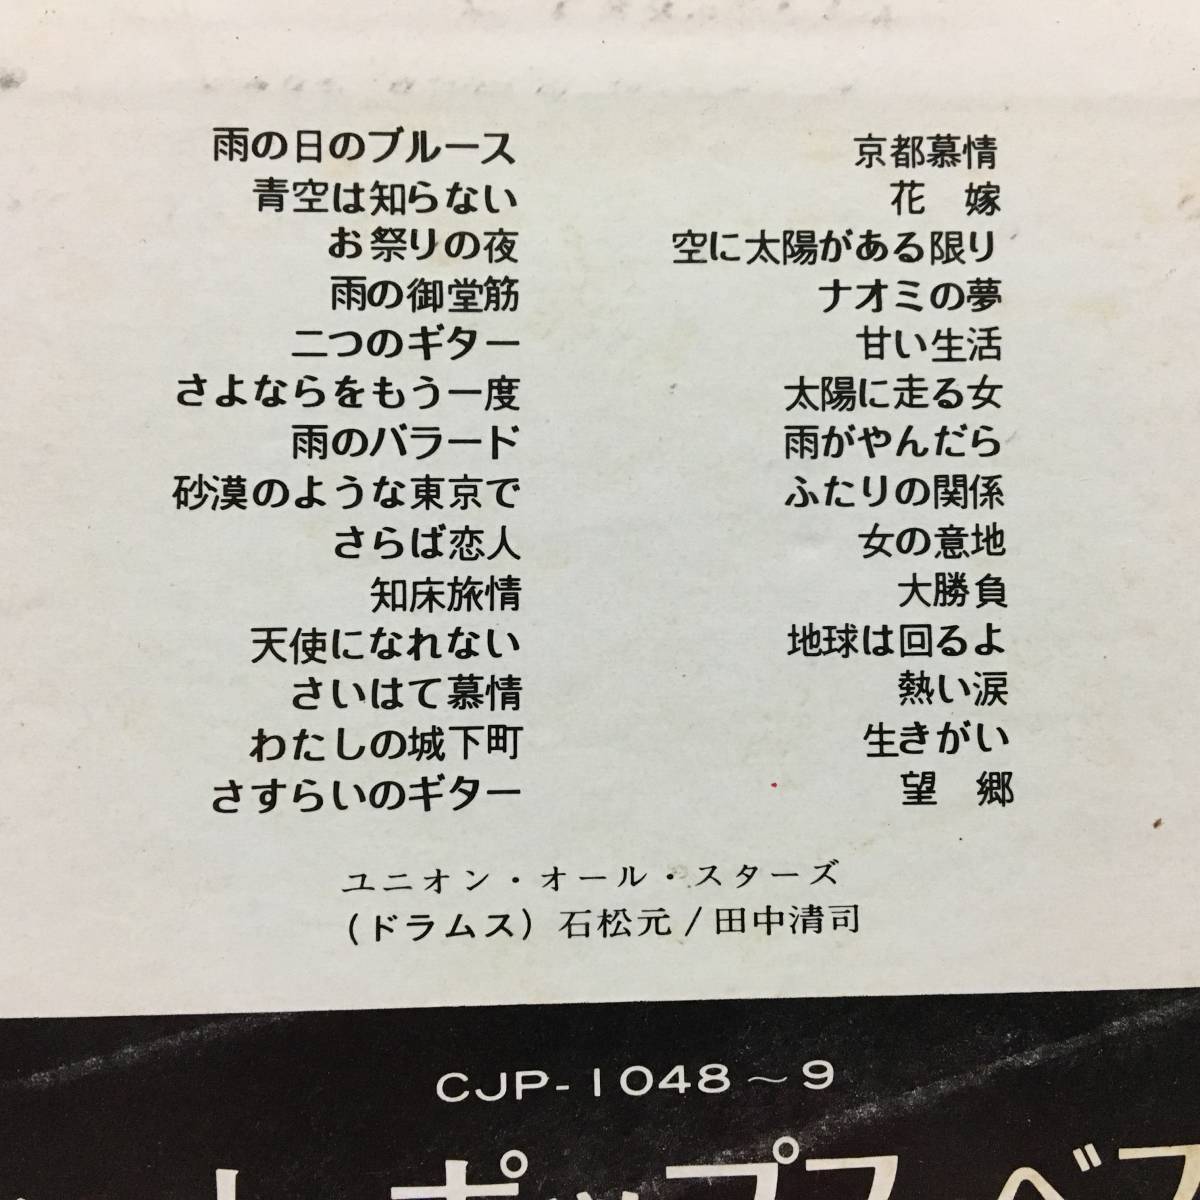 雨の日のブルース
青空は知らない
お祭りの夜
雨の御堂筋
二つのギター
さよならをもう一度
雨のバラード
砂漠のような東京で
さらば恋人
知床旅情
天使になれない
さいはて慕情
わたしの城下町
さすらいのギター
京都慕情
花嫁
空に太陽がある限り
ナオミの夢
甘い生活
太陽に走る女
雨がやんだら
ふたりの関係
女の意地
大勝負
地球は回るよ
熱い涙
生きがい
望郷
ユニオン・オール・スターズ
(ドラムス) 石松元/田中清司
CJP-1048～9
ポップス ベス